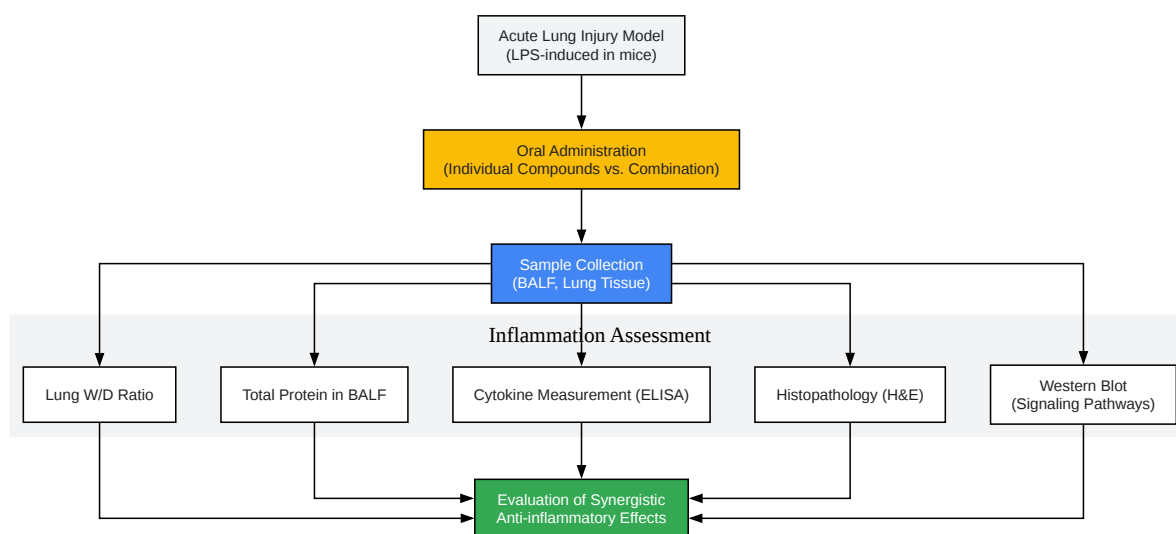 Acute Lung Injury Model
(LPS-induced in mice)
Oral Administration
(Individual Compounds vs. Combination)
Sample Collection
(BALF, Lung Tissue)
Inflammation Assessment
Lung W/D Ratio
Total Protein in BALF
Cytokine Measurement (ELISA)
Histopathology (H&E)
Western Blot
(Signaling Pathways)
Evaluation of Synergistic
Anti-inflammatory Effects